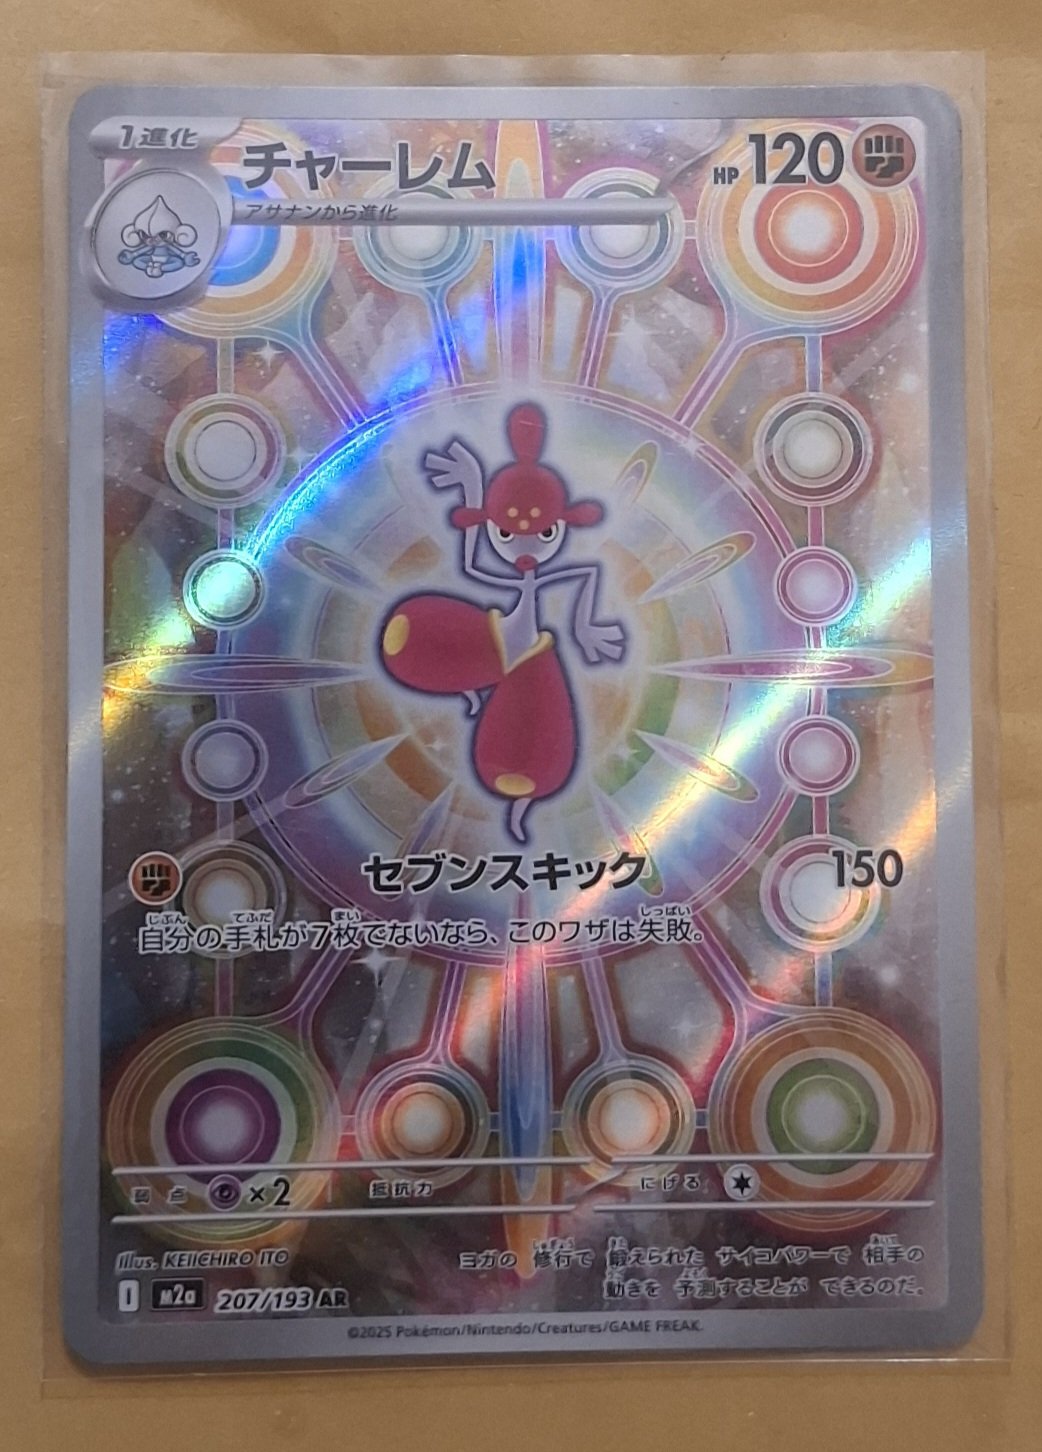 1進化
チャーレム
HP 120
アサナンから進化
セブンスキック 150
自分の手札が7枚でないなら、このワザは失敗。
弱点 ×2 抵抗力 にげる
Illus. KEIICHIRO ITO
ヨガの 修行で 鍛えられた サイコパワーで 相手の
動きを 予測することが できるのだ。
I M2a 207/193 AR
©2025 Pokémon/Nintendo/Creatures/GAME FREAK.